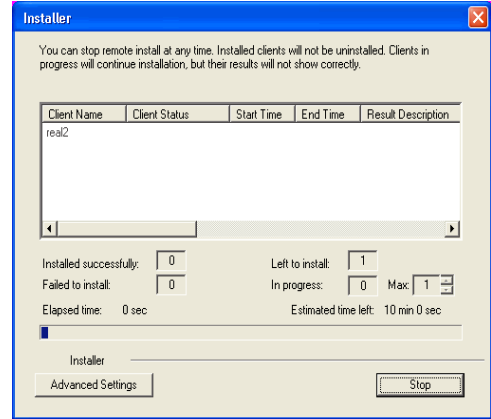 Installer
You can stop remote install at any time. Installed clients will not be uninstalled. Clients in
progress will continue installation, but their results will not show correctly.
Client Name Client Status Start Time End Time Result Description
real2
Installed successfully: 0 Left to install: 1
Failed to install: 0 In progress: 0 Max: 1
Elapsed time: 0 sec Estimated time left: 10 min 0 sec
Installer
Advanced Settings Stop